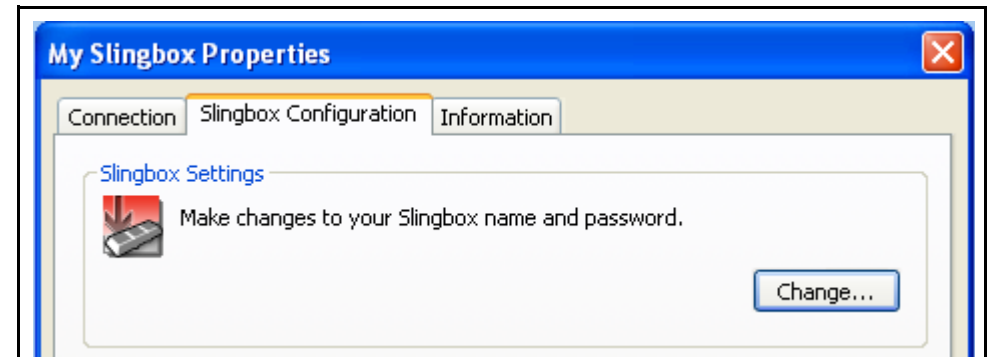 My Slingbox Properties
Connection Slingbox Configuration Information
Slingbox Settings
Make changes to your Slingbox name and password.
Change...